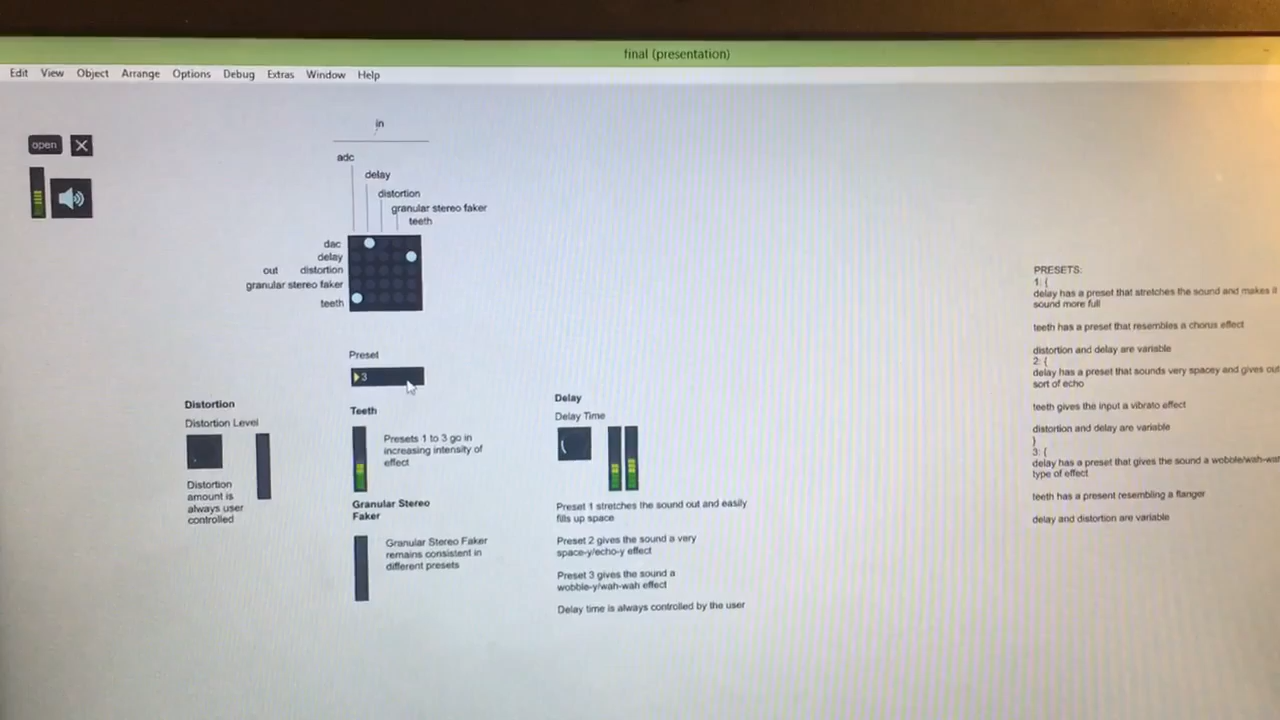 final (presentation)
Edit View Object Arrange Options Debug Extras Window Help
open
in
adc
delay
distortion
granular stereo faker
teeth
dac
delay
out distortion
granular stereo faker
teeth
Preset
3
Distortion
Distortion Level
Distortion
amount is
always user
controlled
Teeth
Presets 1 to 3 go in
increasing intensity of
effect
Granular Stereo
Faker
Granular Stereo Faker
remains consistent in
different presets
Delay
Delay Time
Preset 1 stretches the sound out and easily
fills up space
Preset 2 gives the sound a very
space-y/echo-y effect
Preset 3 gives the sound a
wobble-y/wah-wah effect
Delay time is always controlled by the user
PRESETS:
1: {
delay has a preset that stretches the sound and makes it
sound more full
teeth has a preset that resembles a chorus effect
distortion and delay are variable
2: {
delay has a preset that sounds very spacey and gives out
sort of echo
teeth gives the input a vibrato effect
distortion and delay are variable
}
3: {
delay has a preset that gives the sound a wobble/wah-wah
type of effect
teeth has a present resembling a flanger
delay and distortion are variable